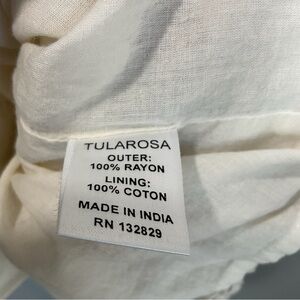 TULAROSA
OUTER:
100% RAYON
LINING:
100% COTON
MADE IN INDIA
RN 132829